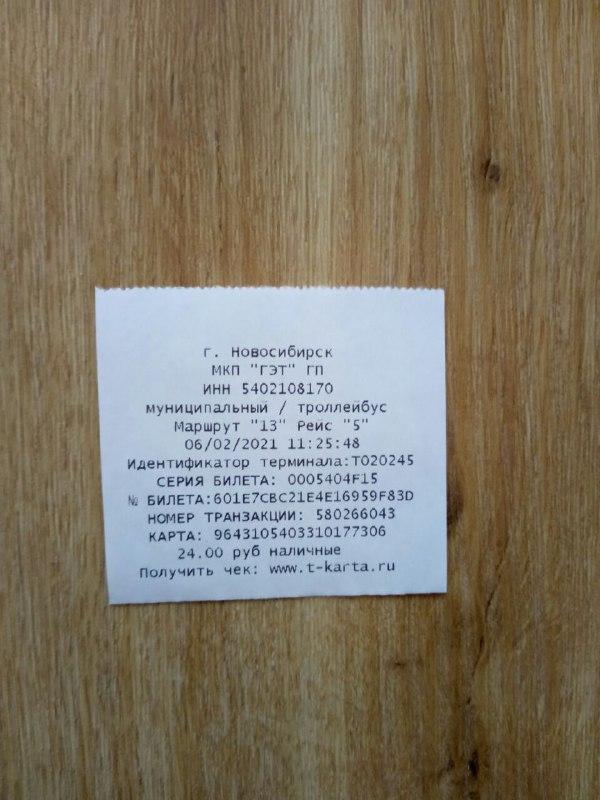 г. Новосибирск
МКП "ГЭТ" ГП
ИНН 5402108170
муниципальный / троллейбус
Маршрут "13" Рейс "5"
06/02/2021 11:25:48
Идентификатор терминала:T020245
СЕРИЯ БИЛЕТА: 0005404F15
№ БИЛЕТА:601E7CBC21E4E16959F83D
НОМЕР ТРАНЗАКЦИИ: 580266043
КАРТА: 9643105403310177306
24.00 руб наличные
Получить чек: www.t-karta.ru